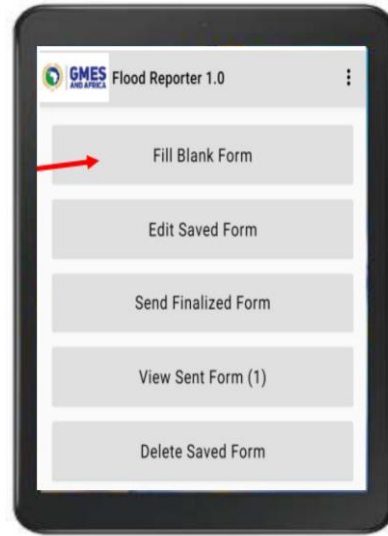 GMES
AND AFRICA
Flood Reporter 1.0
Fill Blank Form
Edit Saved Form
Send Finalized Form
View Sent Form (1)
Delete Saved Form